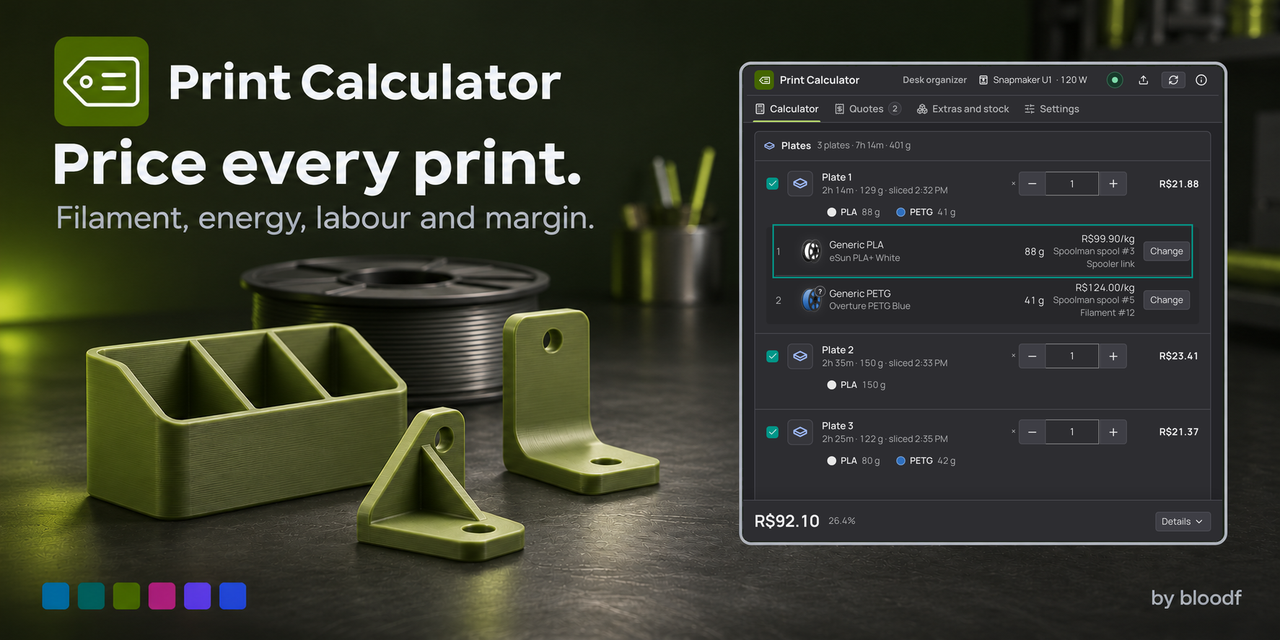 Print Calculator
Price every print.
Filament, energy, labour and margin.
Print Calculator
Desk organizer
Snapmaker U1 · 120 W
Calculator
Quotes 2
Extras and stock
Settings
Plates 3 plates · 7h 14m · 401 g
Plate 1
2h 14m · 129 g · sliced 2:32 PM
× − 1 + R$21.88
PLA 88 g PETG 41 g
1
Generic PLA
eSun PLA+ White
88 g
R$99.90/kg
Spoolman spool #3
Spooler link
Change
2
?
Generic PETG
Overture PETG Blue
41 g
R$124.00/kg
Spoolman spool #5
Filament #12
Change
Plate 2
2h 35m · 150 g · sliced 2:33 PM
× − 1 + R$23.41
PLA 150 g
Plate 3
2h 25m · 122 g · sliced 2:35 PM
× − 1 + R$21.37
PLA 80 g PETG 42 g
R$92.10 26.4%
Details
by bloodf